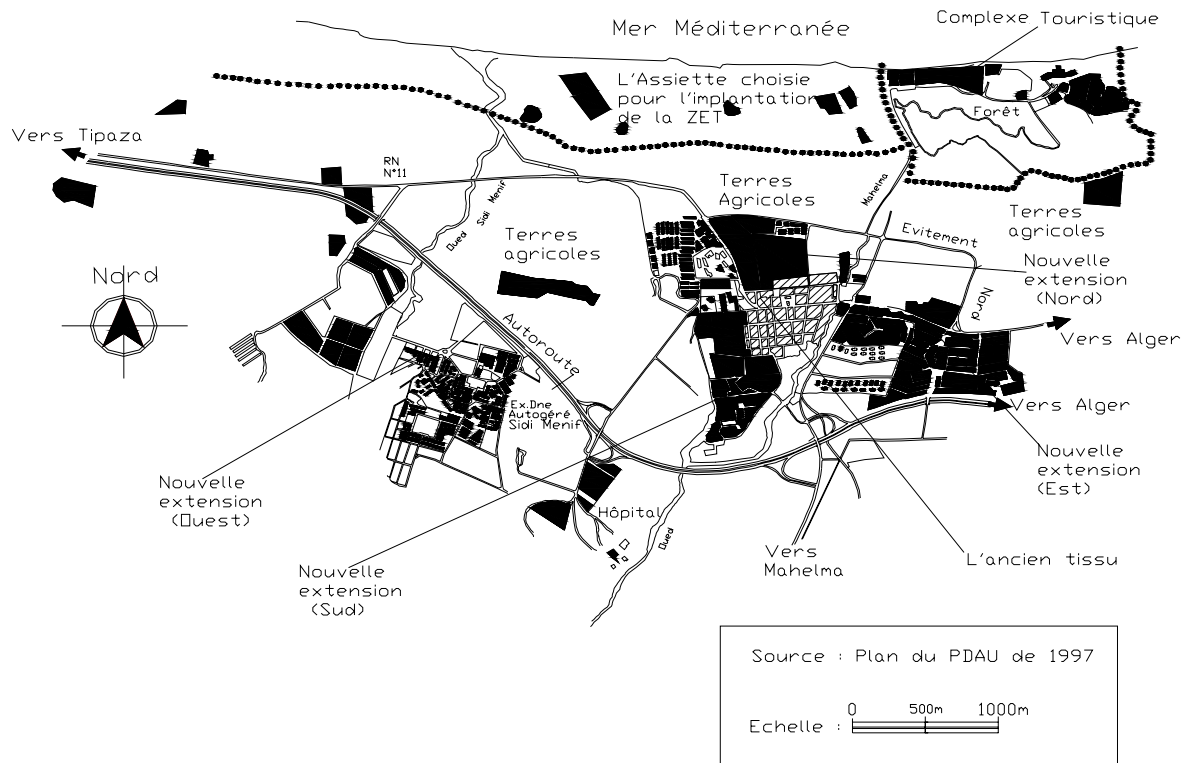 Complexe Touristique
Mer Méditerranée
L'Assiette choisie
pour l'implantation
de la ZET
Forêt
Vers Tipaza
RN
N°11
Oued Sidi Menif
Mahelma
Terres
Agricoles
Terres
agricoles
Evitement
Nord
Terres
agricoles
Nouvelle
extension
(Nord)
Nord
Autoroute
Vers Alger
Ex.Dne
Autogéré
Sidi Menif
Vers Alger
Nouvelle
extension
(Est)
Nouvelle
extension
(Ouest)
Hôpital
Oued
Vers
Mahelma
L'ancien tissu
Nouvelle
extension
(Sud)
Source : Plan du PDAU de 1997
0 500m 1000m
Echelle :